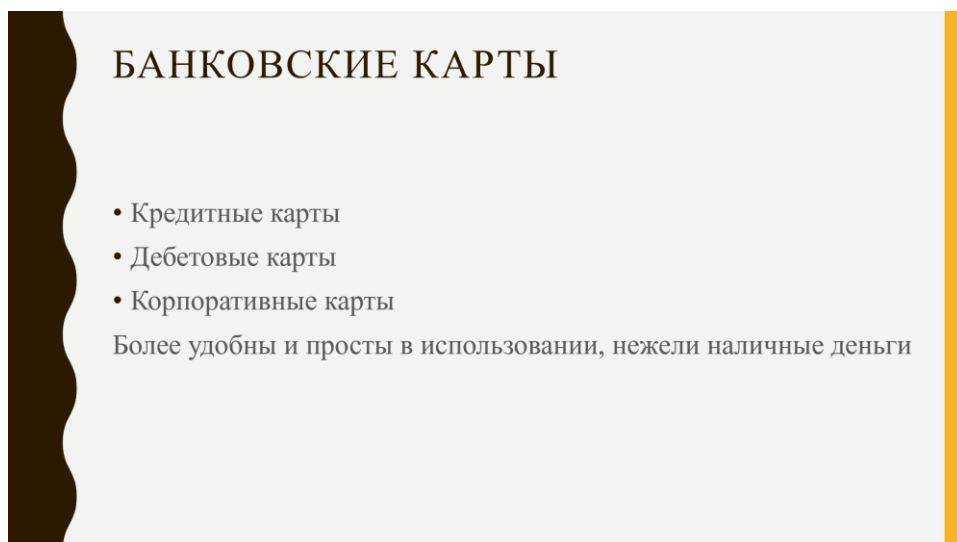 БАНКОВСКИЕ КАРТЫ
• Кредитные карты
• Дебетовые карты
• Корпоративные карты
Более удобны и просты в использовании, нежели наличные деньги